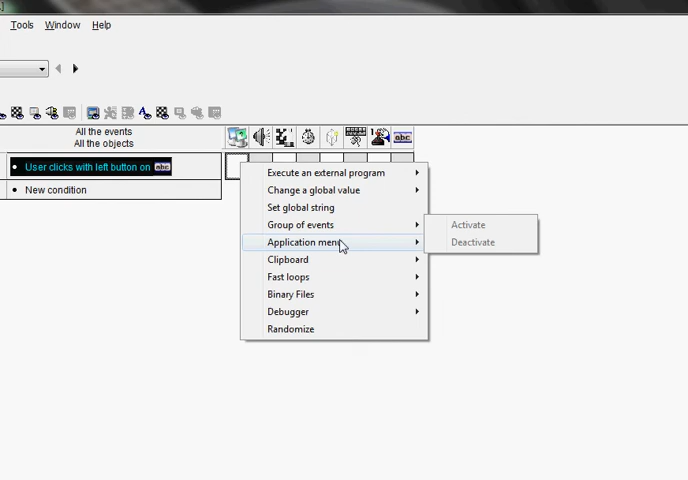 Tools Window Help
All the events
All the objects
User clicks with left button on abc
New condition
abc
Execute an external program
Change a global value
Set global string
Group of events
Application menu
Clipboard
Fast loops
Binary Files
Debugger
Randomize
Activate
Deactivate